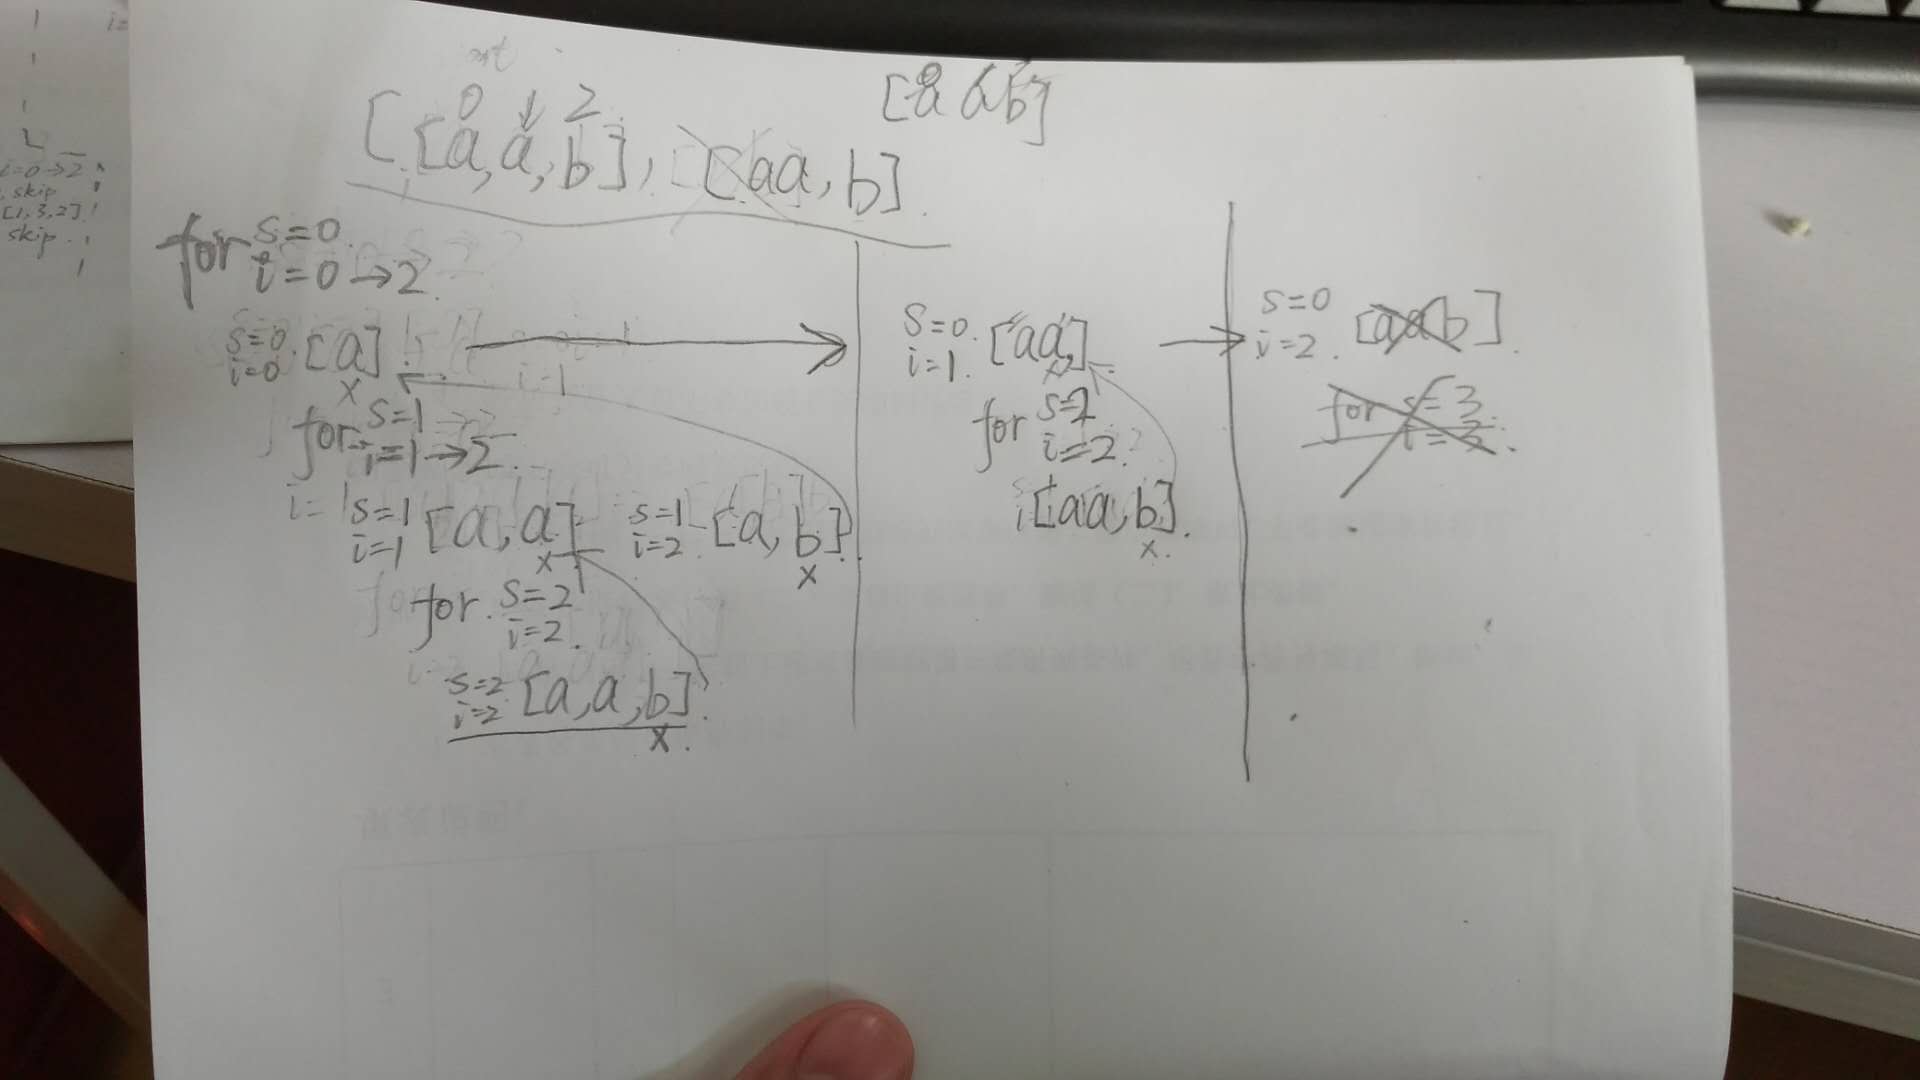 0 ↓ 2
[[a,a,b], [aa,b]
[a a b]
for s=0
i=0→2
s=0 [a]
i=0
x
i=1
for s=1
i=1→2
i=1
s=1 [a,a]
i=1
x
s=1 [a,b]
i=2
x
for s=2
i=2
s=2 [a,a,b]
i=2
x
s=0 [aa,]
i=1
x
for s=2
i=2
[aa,b]
x
s=0 [aab]
i=2
for s=3
i=3
i=0→2
skip
[1,3,2]
skip